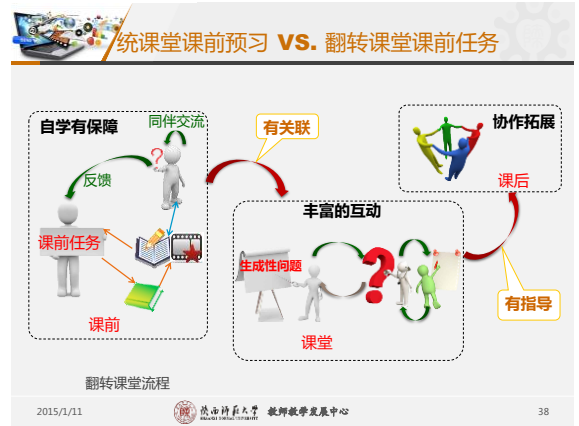 统课堂课前预习 VS. 翻转课堂课前任务
自学有保障
同伴交流
?
反馈
课前任务
课前
有关联
丰富的互动
生成性问题
?
课堂
协作拓展
课后
有指导
翻转课堂流程
2015/1/11
陕西师范大学 教师教学发展中心
38